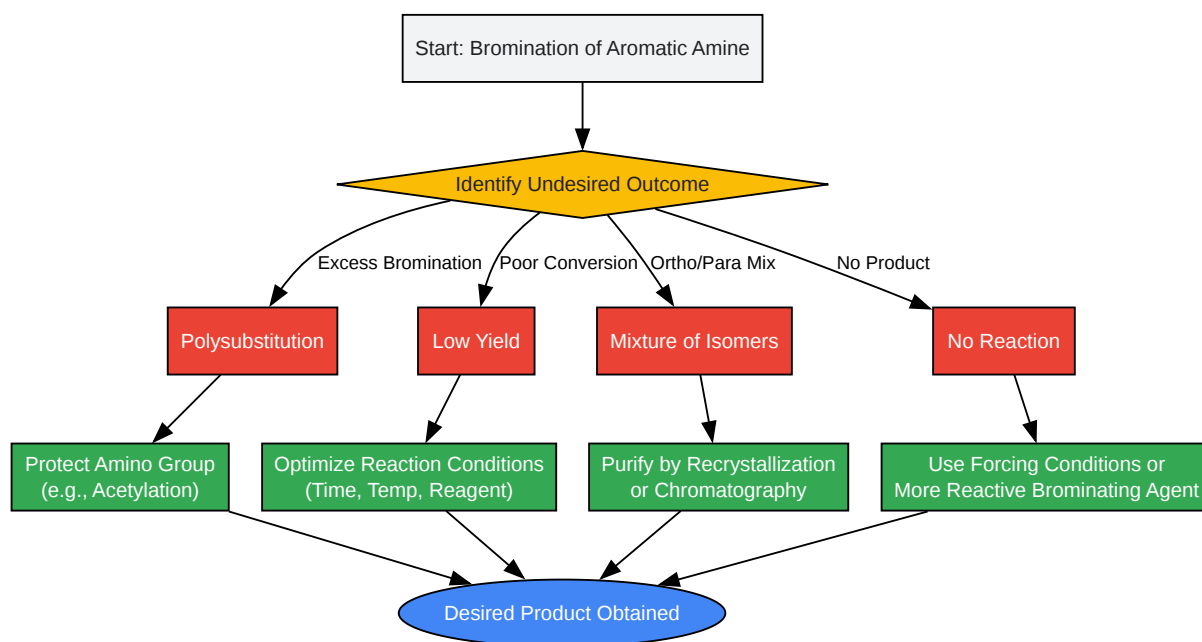 Start: Bromination of Aromatic Amine
Identify Undesired Outcome
Excess Bromination
Poor Conversion
Ortho/Para Mix
No Product
Polysubstitution
Low Yield
Mixture of Isomers
No Reaction
Protect Amino Group
(e.g., Acetylation)
Optimize Reaction Conditions
(Time, Temp, Reagent)
Purify by Recrystallization
or Chromatography
Use Forcing Conditions or
More Reactive Brominating Agent
Desired Product Obtained